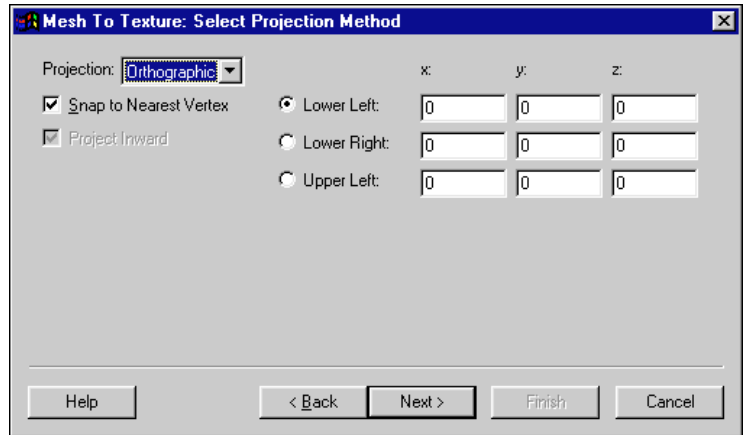 Mesh To Texture: Select Projection Method
Projection: Orthographic x: y: z:
Snap to Nearest Vertex Lower Left: 0 0 0
Project Inward Lower Right: 0 0 0
Upper Left: 0 0 0
Help < Back Next > Finish Cancel